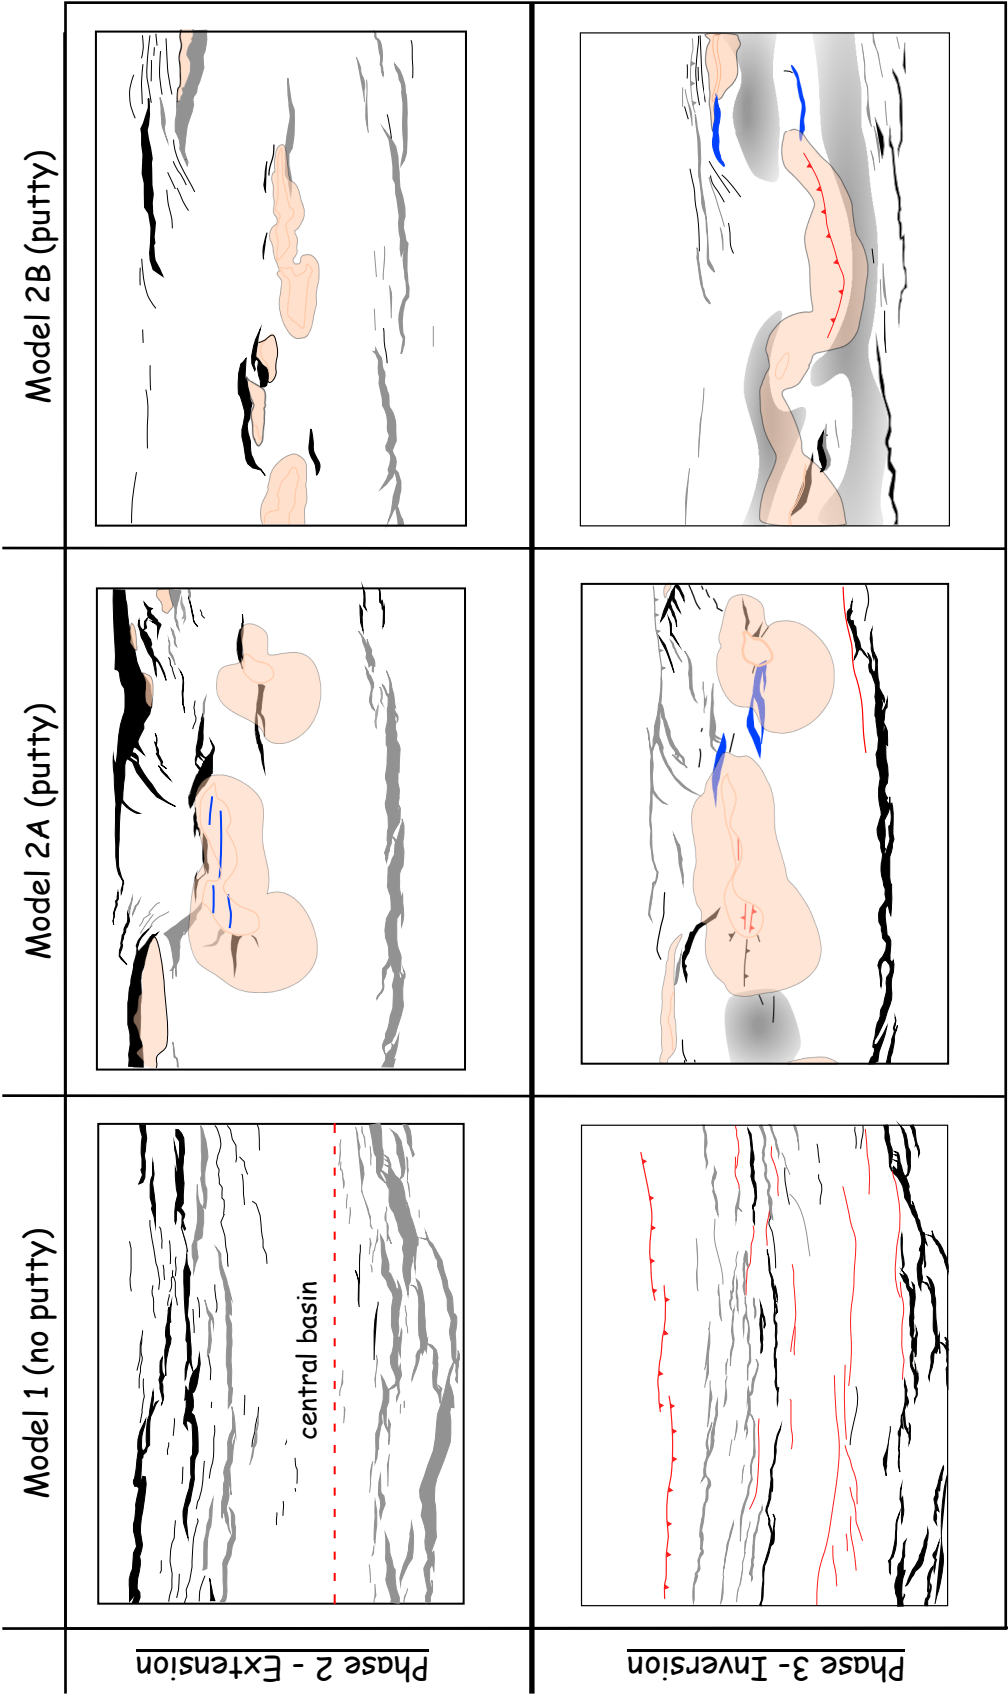 Model 1 (no putty)
Model 2A (putty)
Model 2B (putty)
Phase 2 - Extension
central basin
Phase 3- Inversion